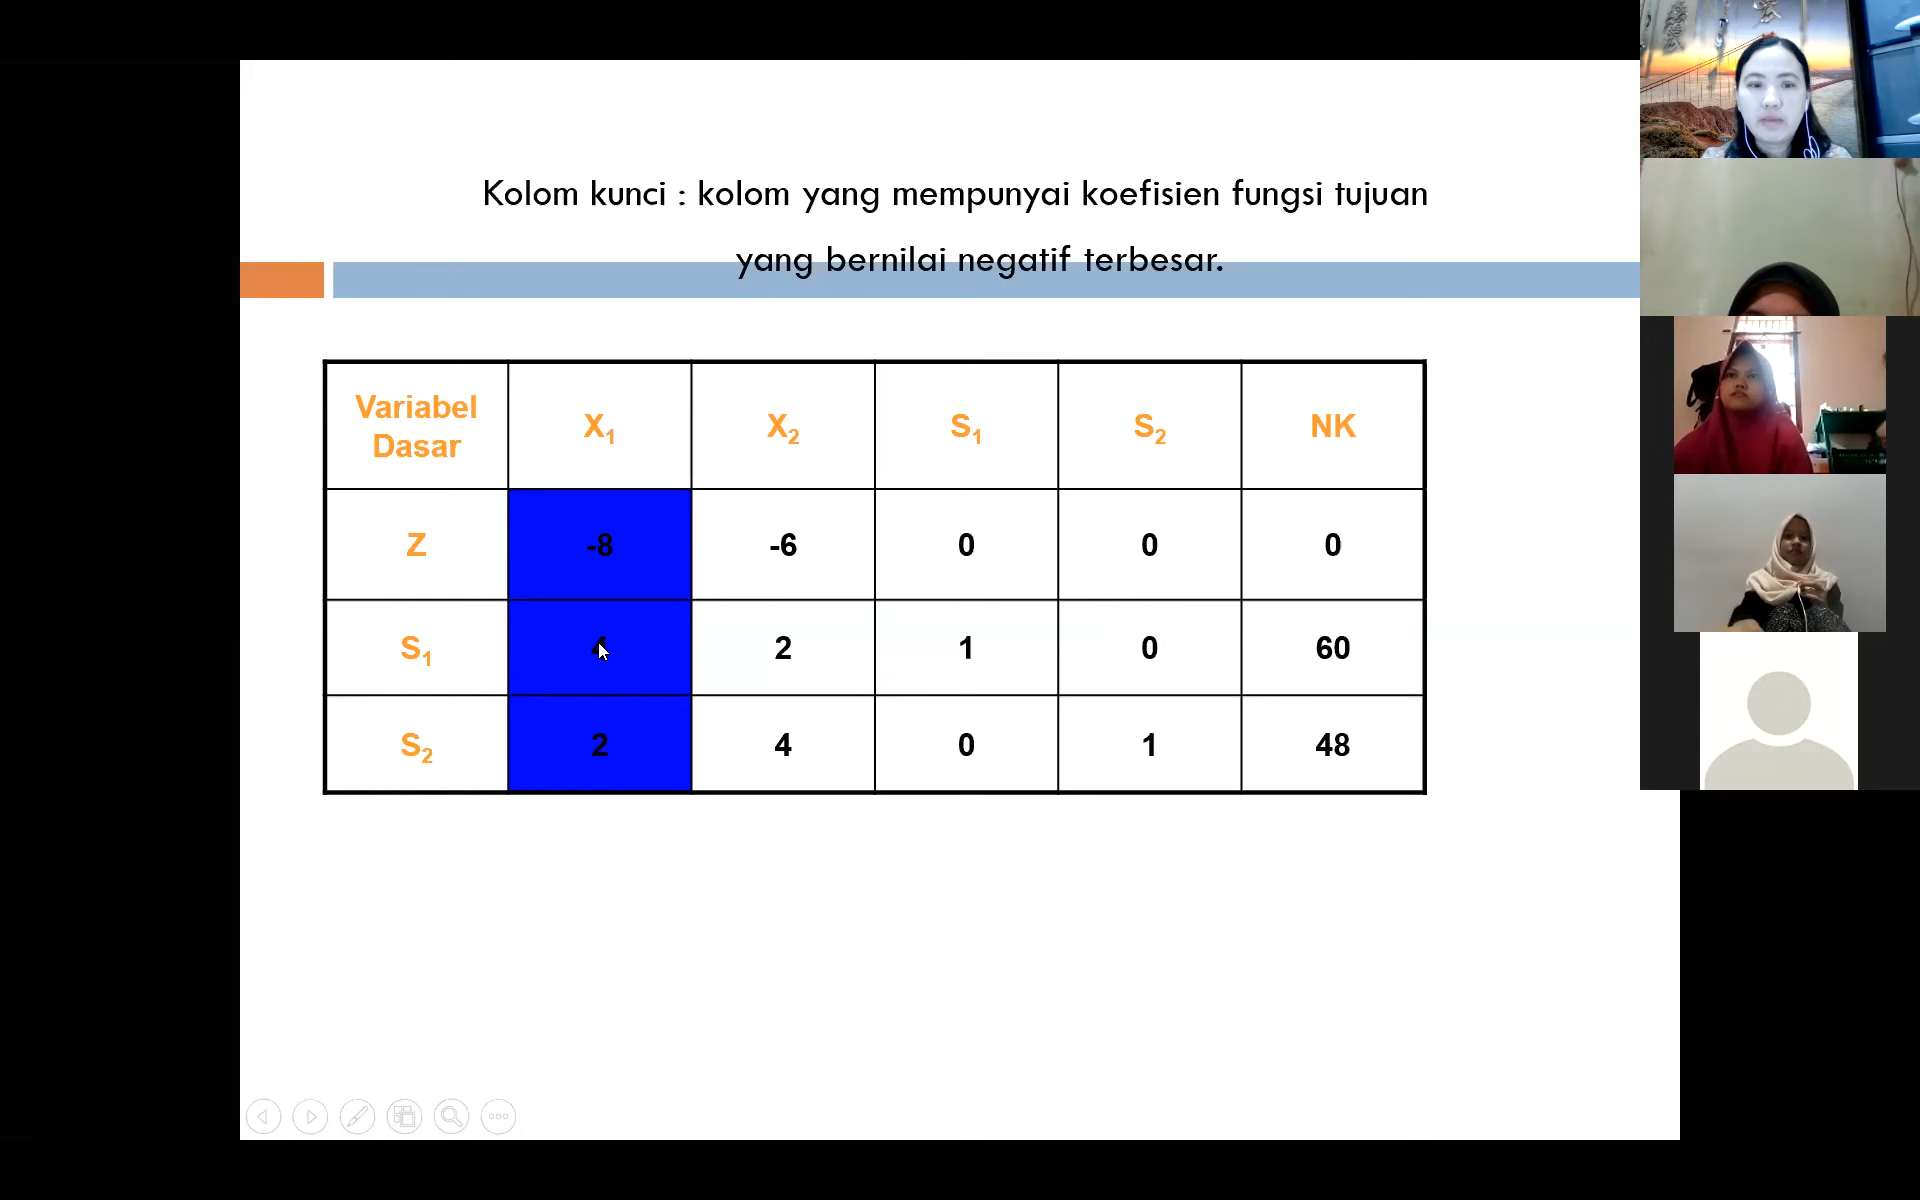 Kolom kunci : kolom yang mempunyai koefisien fungsi tujuan
yang bernilai negatif terbesar.
Variabel Dasar X₁ X₂ S₁ S₂ NK
Z -8 -6 0 0 0
S₁ 4 2 1 0 60
S₂ 2 4 0 1 48